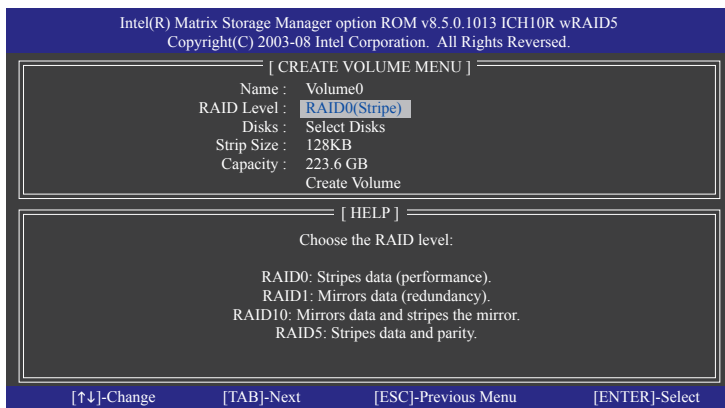 Intel(R) Matrix Storage Manager option ROM v8.5.0.1013 ICH10R wRAID5
Copyright(C) 2003-08 Intel Corporation. All Rights Reversed.
[ CREATE VOLUME MENU ]
Name : Volume0
RAID Level : RAID0(Stripe)
Disks : Select Disks
Strip Size : 128KB
Capacity : 223.6 GB
Create Volume
[ HELP ]
Choose the RAID level:
RAID0: Stripes data (performance).
RAID1: Mirrors data (redundancy).
RAID10: Mirrors data and stripes the mirror.
RAID5: Stripes data and parity.
[↑↓]-Change [TAB]-Next [ESC]-Previous Menu [ENTER]-Select